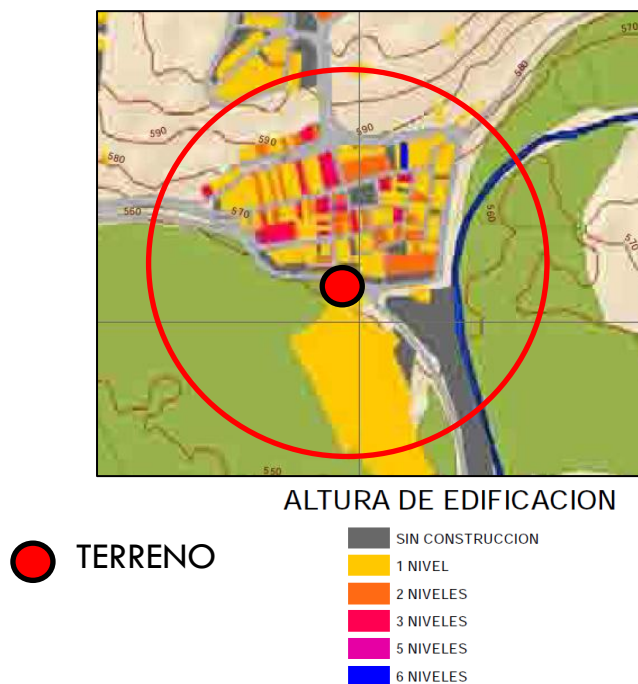 570
580
590
590
590
580
560
570
560
570
550
ALTURA DE EDIFICACION
SIN CONSTRUCCION
TERRENO
1 NIVEL
2 NIVELES
3 NIVELES
5 NIVELES
6 NIVELES